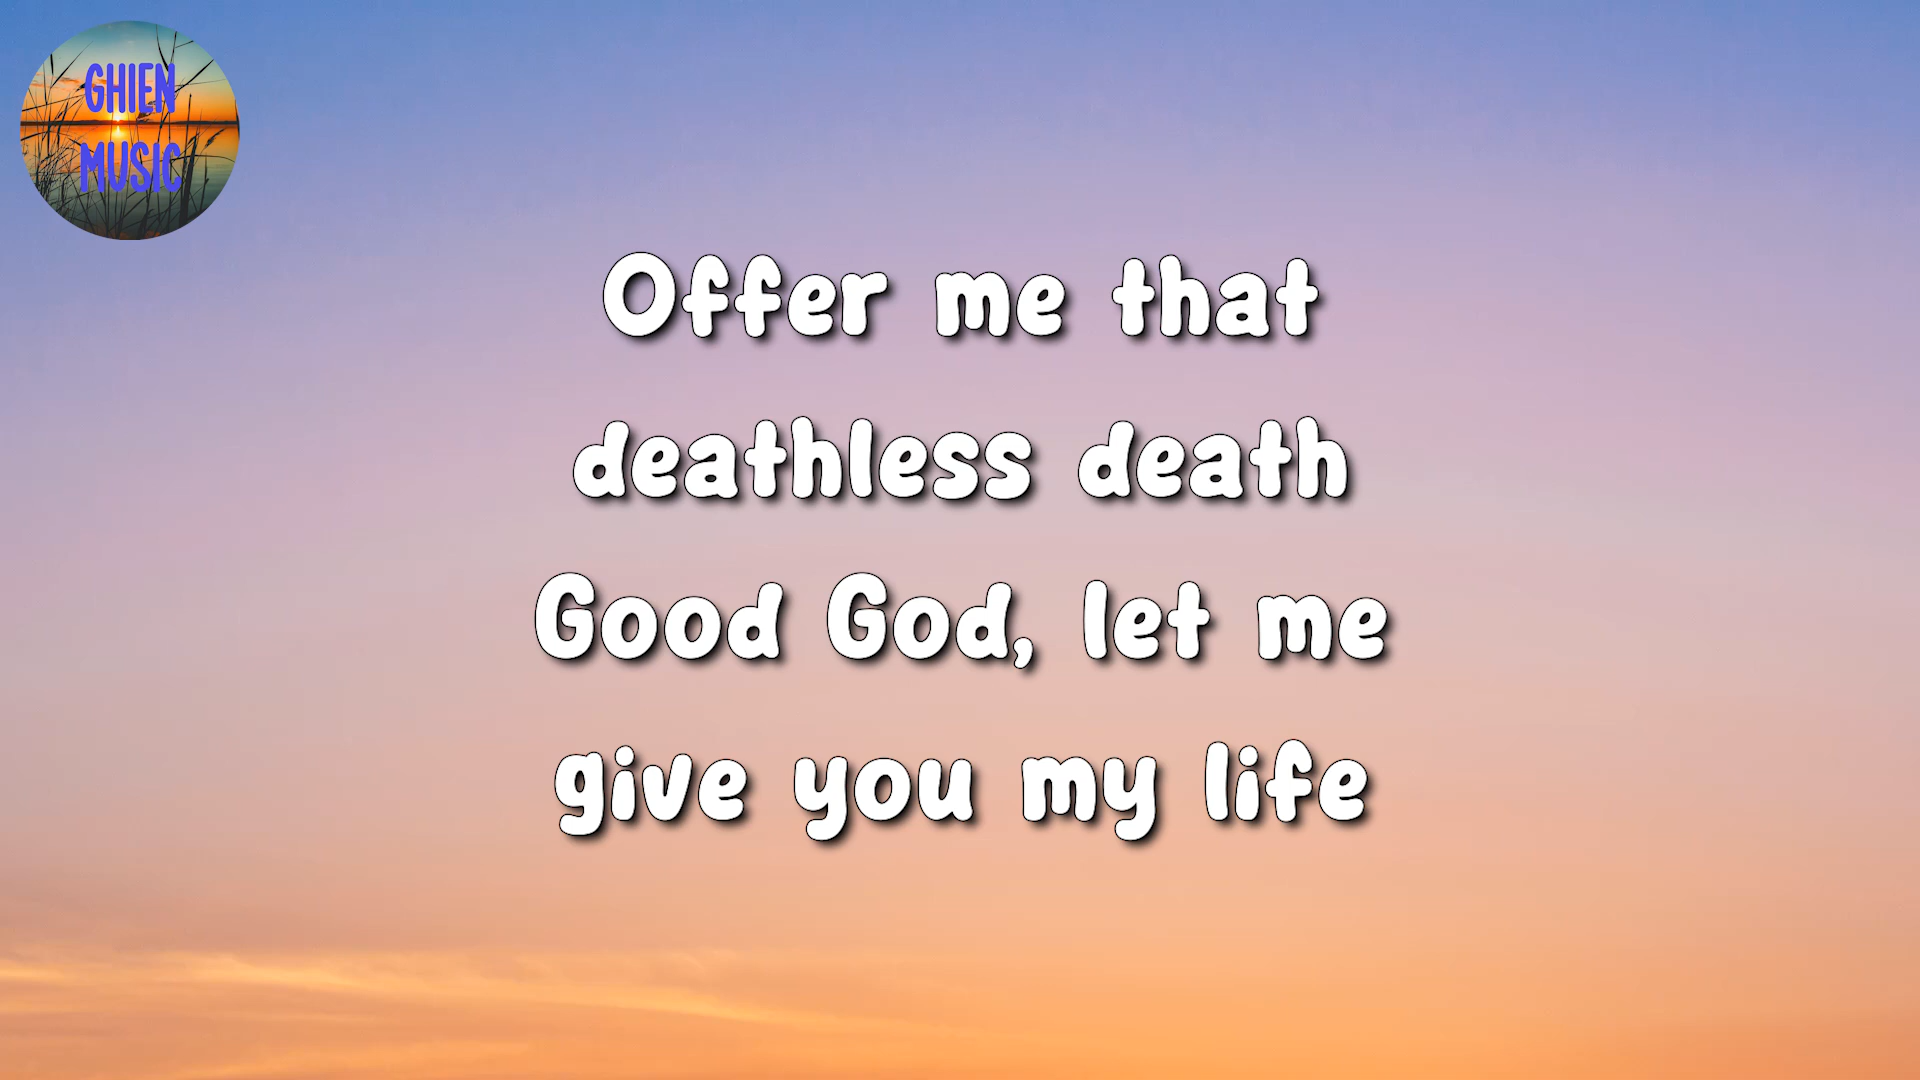 GHIEN
MUSIC
Offer me that
deathless death
Good God, let me
give you my life